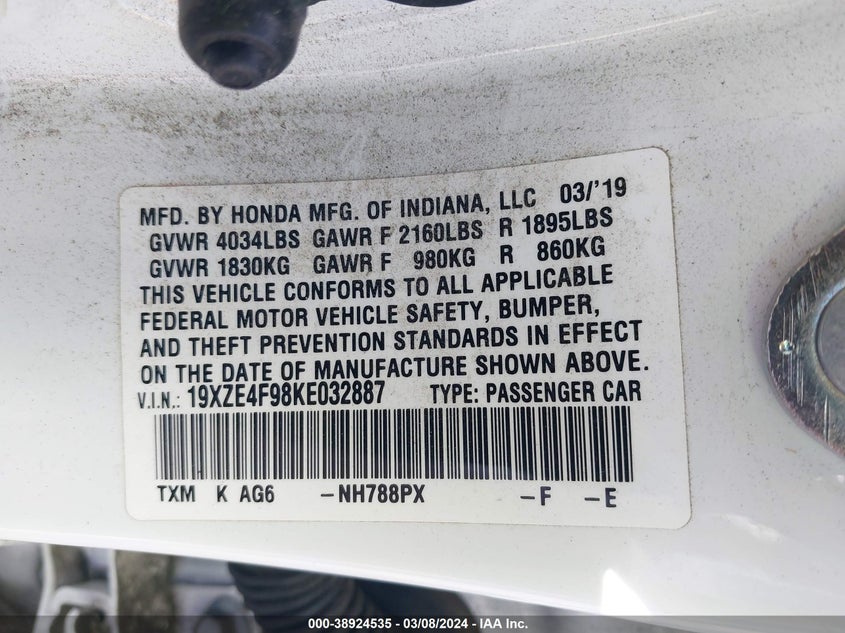 MFD. BY HONDA MFG. OF INDIANA, LLC 03/'19
GVWR 4034LBS GAWR F 2160LBS R 1895LBS
GVWR 1830KG GAWR F 980KG R 860KG
THIS VEHICLE CONFORMS TO ALL APPLICABLE
FEDERAL MOTOR VEHICLE SAFETY, BUMPER,
AND THEFT PREVENTION STANDARDS IN EFFECT
ON THE DATE OF MANUFACTURE SHOWN ABOVE.
V.I.N.: 19XZE4F98KE032887 TYPE: PASSENGER CAR
TXM K AG6 -NH788PX -F -E
000-38924535 - 03/08/2024 - IAA Inc.